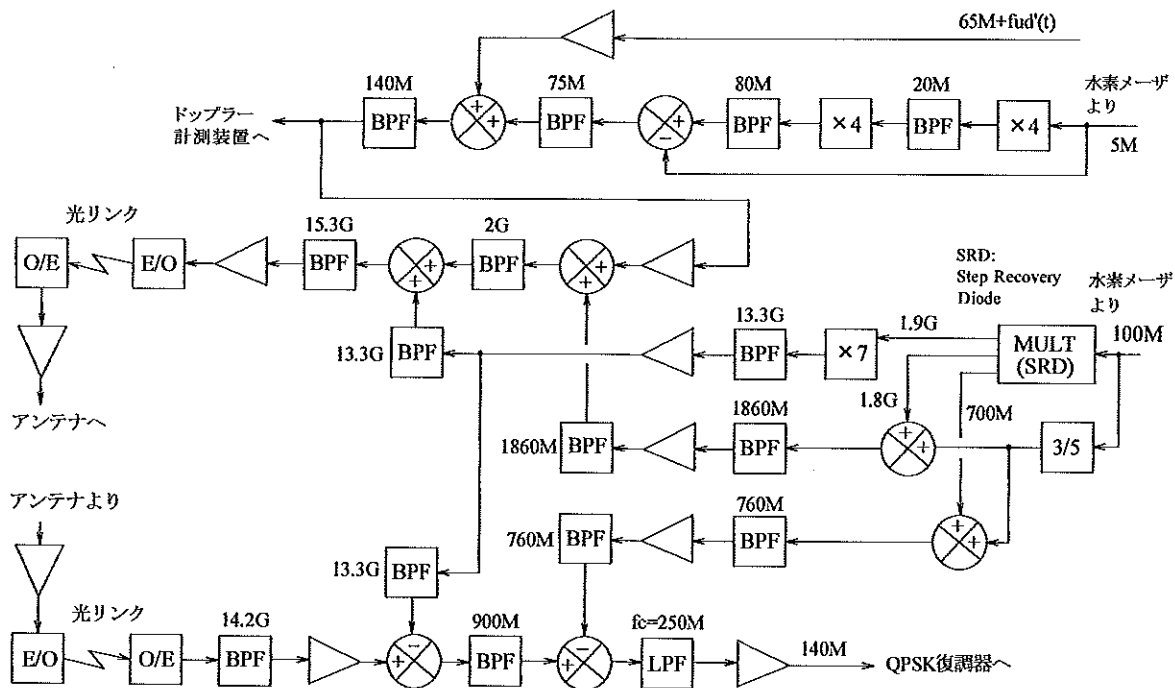 65M+fud'(t)
140M
75M
80M
20M
水素メーザ
より
ドップラー
計測装置へ
BPF
+
+
BPF
+
−
BPF
×4
BPF
×4
5M
光リンク
15.3G
2G
O/E
E/O
BPF
+
+
BPF
+
+
SRD:
Step Recovery
Diode
水素メーザ
より
13.3G
1.9G
100M
13.3G
BPF
BPF
×7
MULT
(SRD)
アンテナへ
1860M
1.8G
700M
1860M
BPF
BPF
+
+
3/5
アンテナより
760M
760M
BPF
BPF
+
+
13.3G
BPF
光リンク
14.2G
900M
fc=250M
E/O
O/E
BPF
−
+
BPF
−
+
LPF
140M
QPSK復調器へ